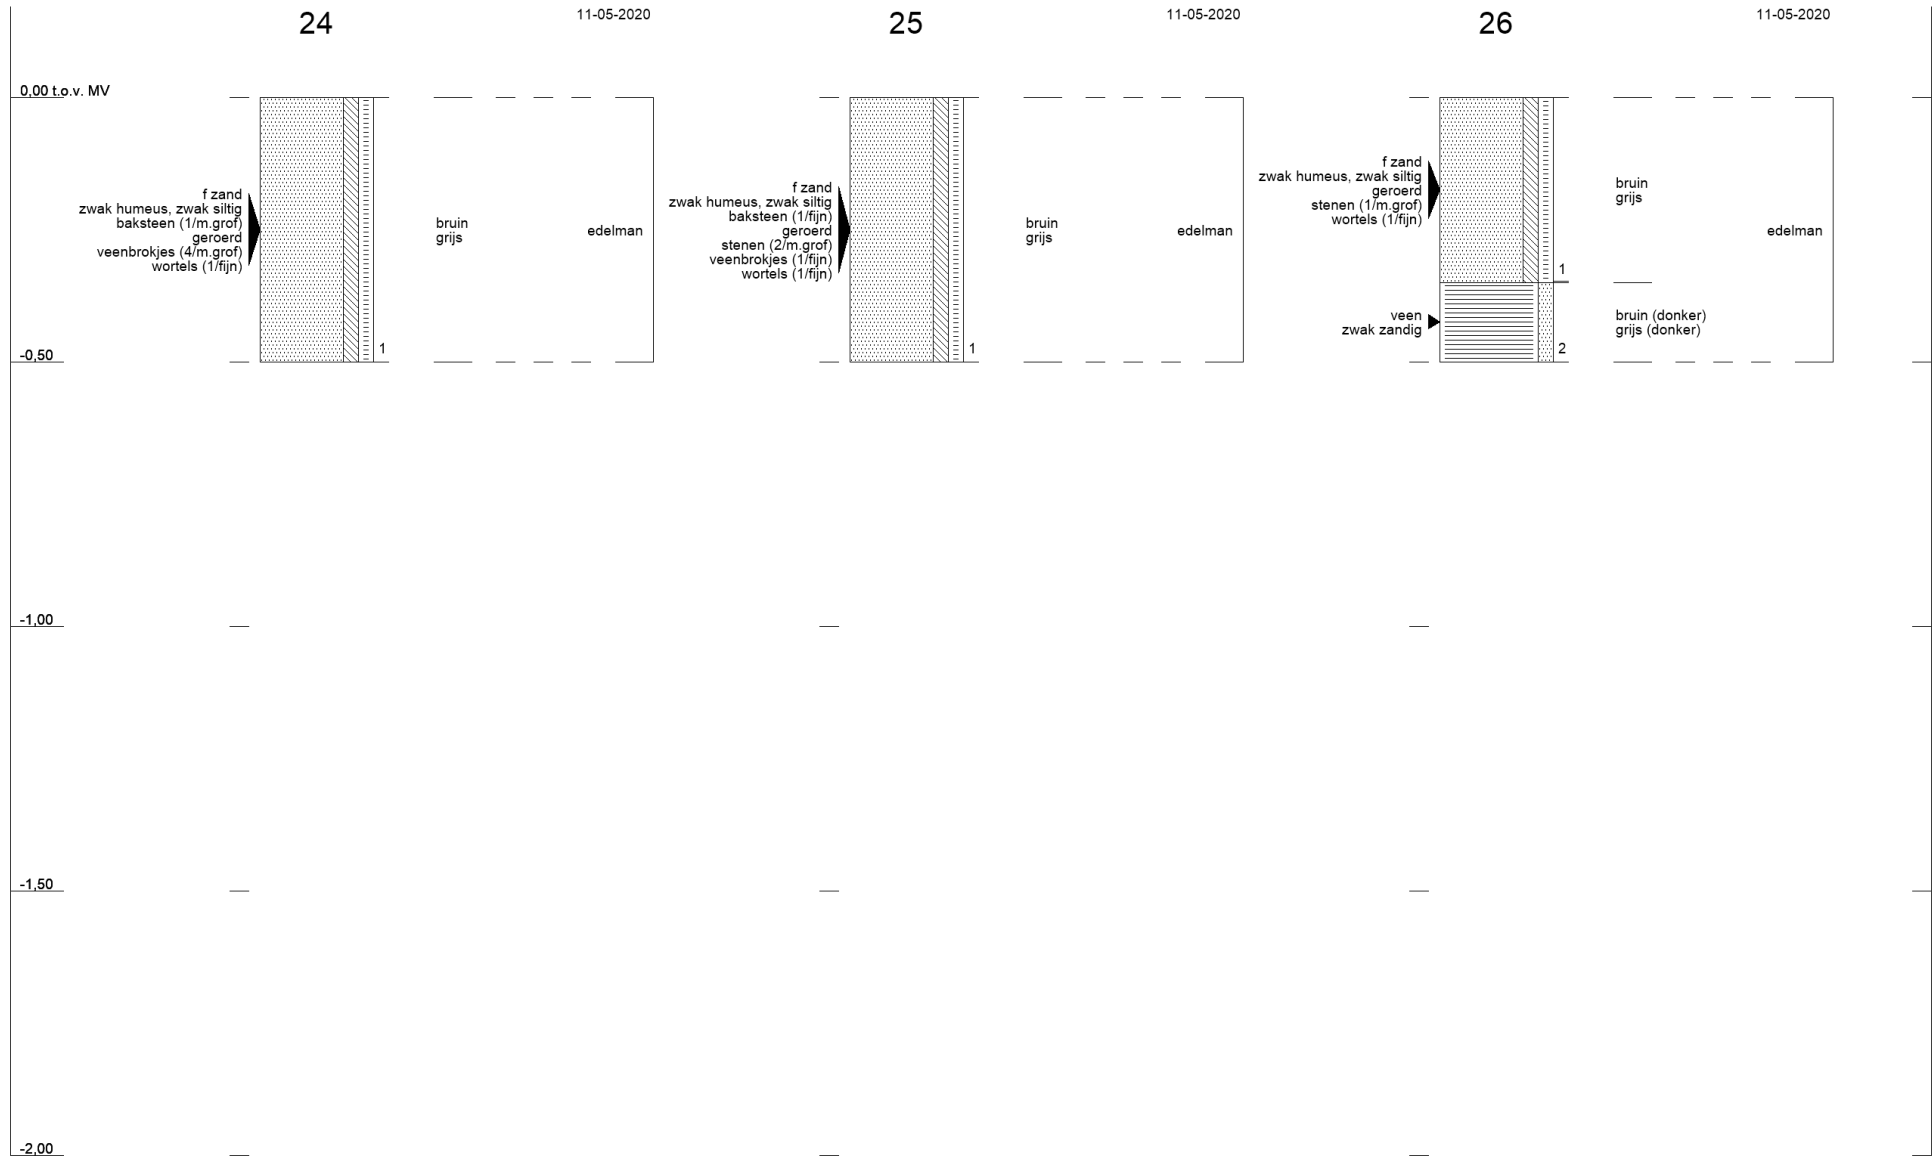 24
11-05-2020
25
11-05-2020
26
11-05-2020
0,00 t.o.v. MV
f zand
zwak humeus, zwak siltig
baksteen (1/m.grof)
geroerd
veenbrokjes (4/m.grof)
wortels (1/fijn)
1
bruin
grijs
edelman
f zand
zwak humeus, zwak siltig
baksteen (1/fijn)
geroerd
stenen (2/m.grof)
veenbrokjes (1/fijn)
wortels (1/fijn)
1
bruin
grijs
edelman
f zand
zwak humeus, zwak siltig
geroerd
stenen (1/m.grof)
wortels (1/fijn)
1
bruin
grijs
edelman
veen
zwak zandig
2
bruin (donker)
grijs (donker)
-0,50
-1,00
-1,50
-2,00